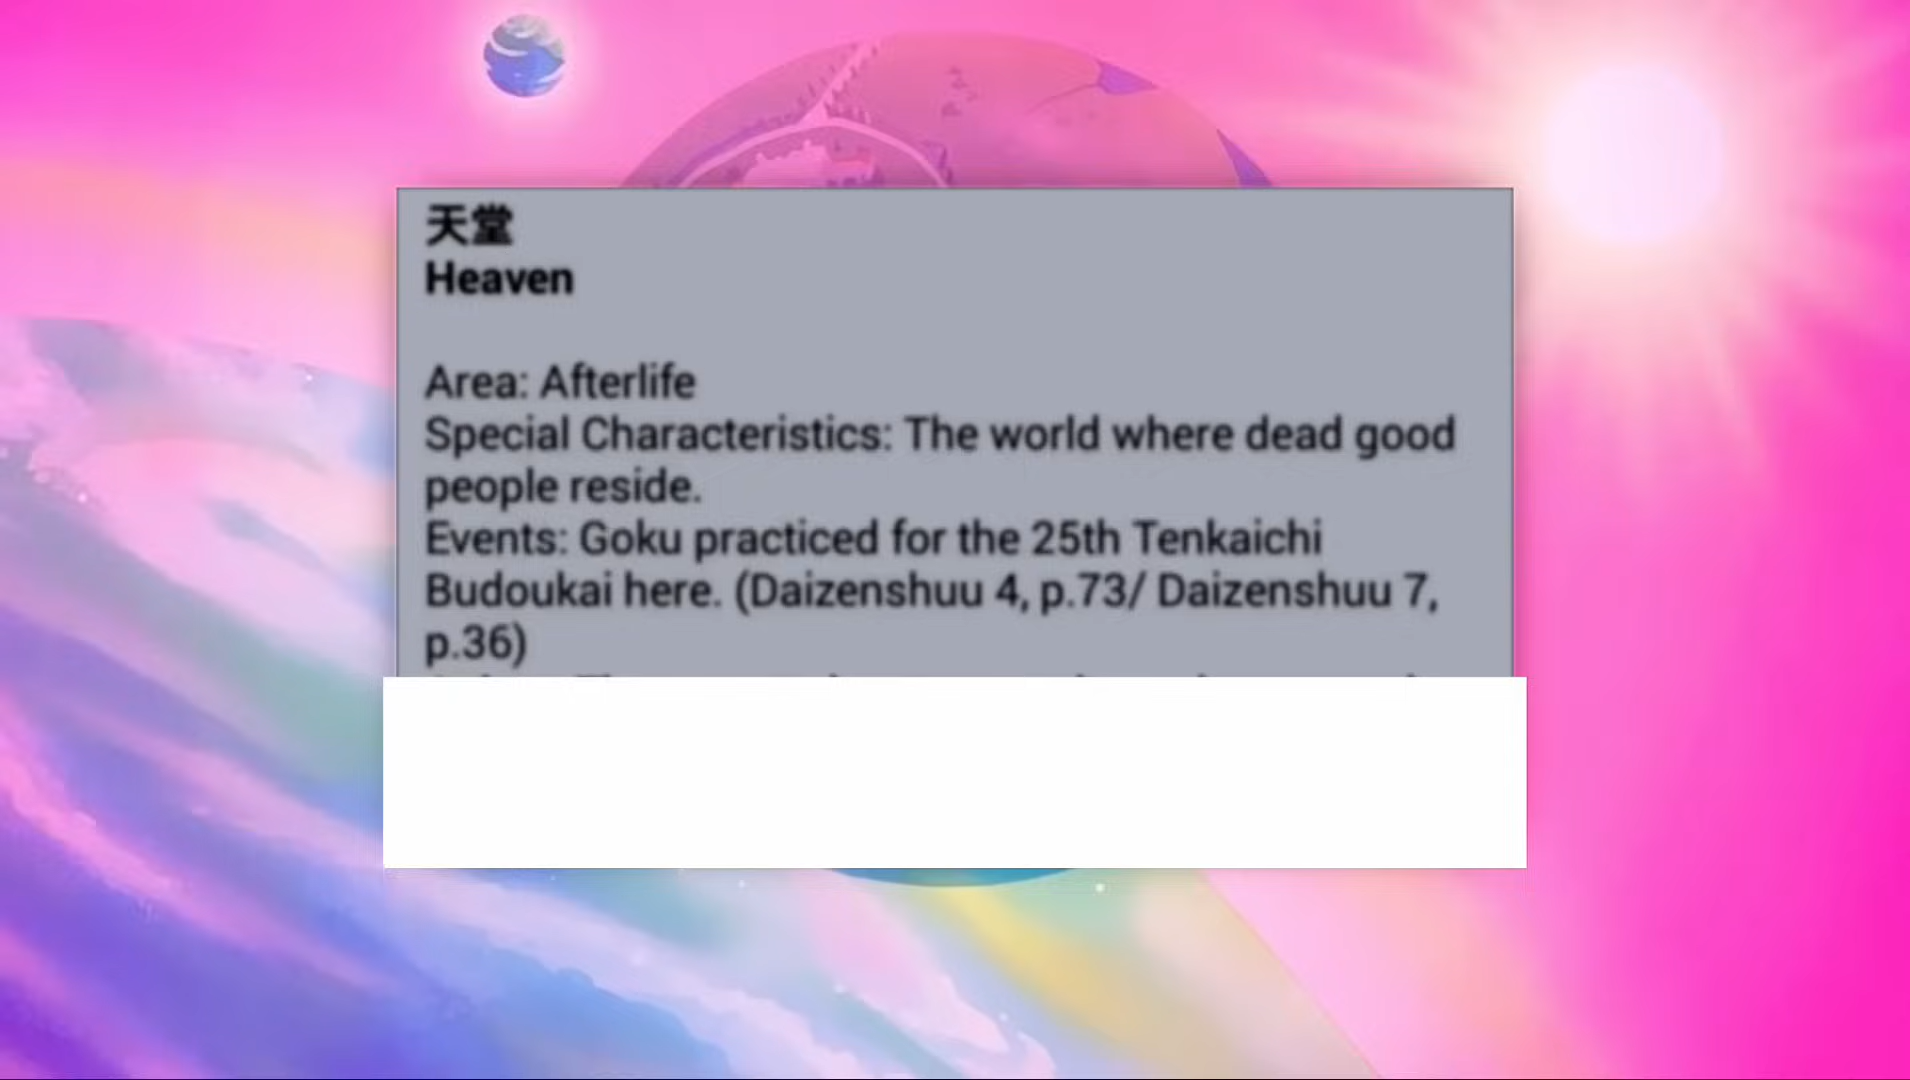 天堂
Heaven
Area: Afterlife
Special Characteristics: The world where dead good
people reside.
Events: Goku practiced for the 25th Tenkaichi
Budoukai here. (Daizenshuu 4, p.73/ Daizenshuu 7,
p.36)